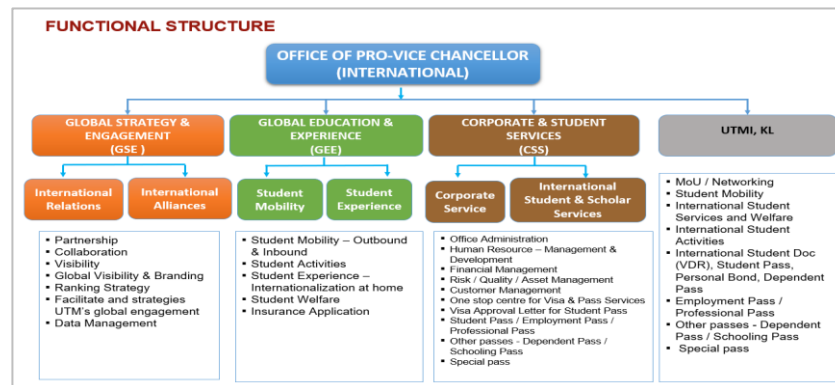 FUNCTIONAL STRUCTURE
OFFICE OF PRO-VICE CHANCELLOR
(INTERNATIONAL)
GLOBAL STRATEGY &
ENGAGEMENT
(GSE )
International
Relations
International
Alliances
▪ Partnership
▪ Collaboration
▪ Visibility
▪ Global Visibility & Branding
▪ Ranking Strategy
▪ Facilitate and strategies
UTM's global engagement
▪ Data Management
GLOBAL EDUCATION &
EXPERIENCE
(GEE)
Student
Mobility
Student
Experience
▪ Student Mobility – Outbound
& Inbound
▪ Student Activities
▪ Student Experience –
Internationalization at home
▪ Student Welfare
▪ Insurance Application
CORPORATE & STUDENT
SERVICES
(CSS)
Corporate
Service
International
Student & Scholar
Services
▪ Office Administration
▪ Human Resource – Management &
Development
▪ Financial Management
▪ Risk / Quality / Asset Management
▪ Customer Management
▪ One stop centre for Visa & Pass Services
▪ Visa Approval Letter for Student Pass
▪ Student Pass / Employment Pass /
Professional Pass
▪ Other passes - Dependent Pass /
Schooling Pass
▪ Special pass
UTMI, KL
▪ MoU / Networking
▪ Student Mobility
▪ International Student
Services and Welfare
▪ International Student
Activities
▪ International Student Doc
(VDR), Student Pass,
Personal Bond, Dependent
Pass
▪ Employment Pass /
Professional Pass
▪ Other passes - Dependent
Pass / Schooling Pass
▪ Special pass